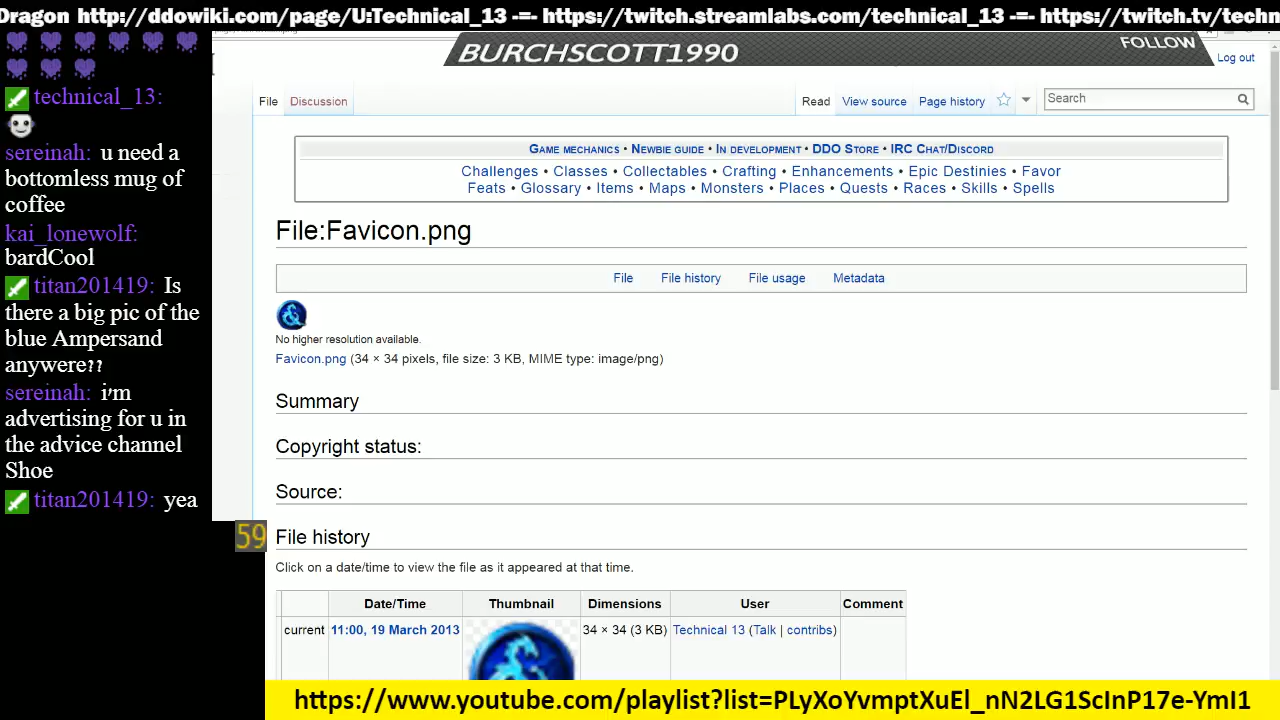 Dragon http://ddowiki.com/page/U:Technical_13 -=- https://twitch.streamlabs.com/technical_13 -=- https://twitch.tv/techn
BURCHSCOTT1990
FOLLOW
Log out
technical_13:
sereinah: u need a
bottomless mug of
coffee
kai_lonewolf:
bardCool
titan201419: Is
there a big pic of the
blue Ampersand
anywere??
sereinah: i'm
advertising for u in
the advice channel
Shoe
titan201419: yea
File Discussion
Read View source Page history Search
Game mechanics • Newbie guide • In development • DDO Store • IRC Chat/Discord
Challenges • Classes • Collectables • Crafting • Enhancements • Epic Destinies • Favor
Feats • Glossary • Items • Maps • Monsters • Places • Quests • Races • Skills • Spells
File:Favicon.png
File File history File usage Metadata
No higher resolution available.
Favicon.png (34 × 34 pixels, file size: 3 KB, MIME type: image/png)
Summary
Copyright status:
Source:
59
File history
Click on a date/time to view the file as it appeared at that time.
Date/Time Thumbnail Dimensions User Comment
current 11:00, 19 March 2013 34 × 34 (3 KB) Technical 13 (Talk | contribs)
https://www.youtube.com/playlist?list=PLyXoYvmptXuEl_nN2LG1ScInP17e-YmI1